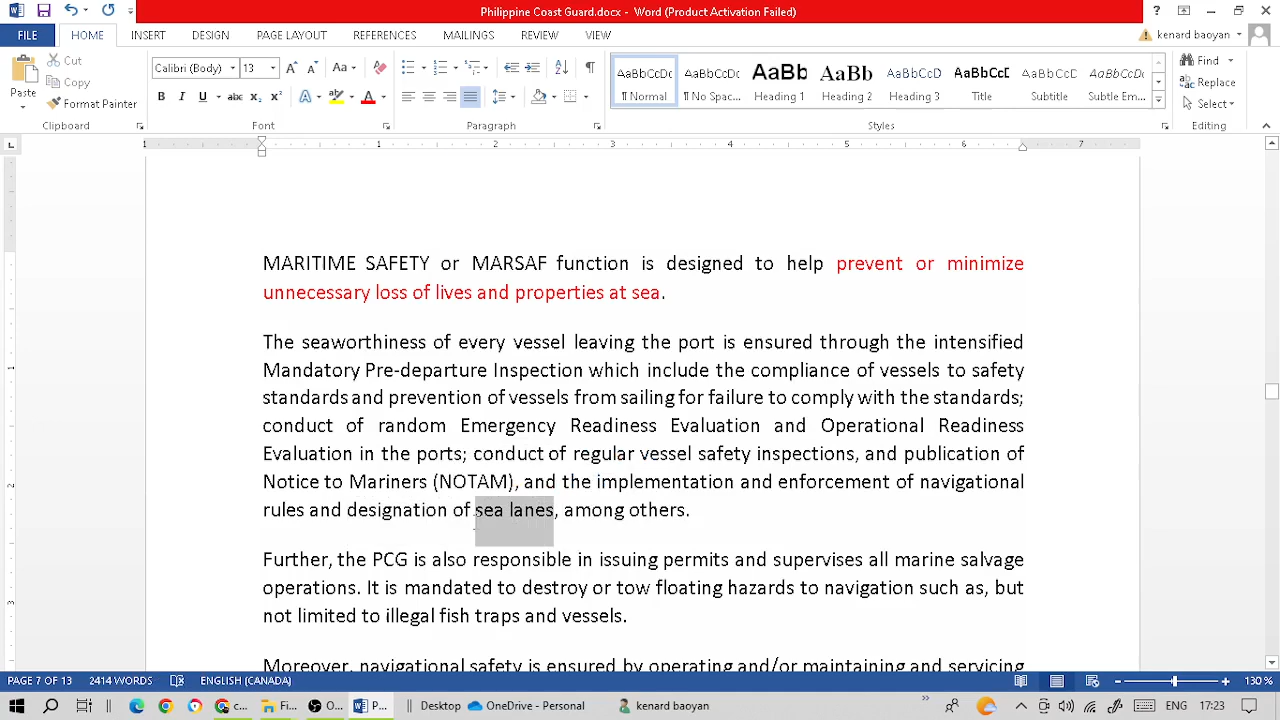 Philippine Coast Guard.docx - Word (Product Activation Failed)
FILE HOME INSERT DESIGN PAGE LAYOUT REFERENCES MAILINGS REVIEW VIEW kenard baoyan
Paste Cut Copy Format Painter
Calibri (Body) 13
AaBbCcDc AaBbCcDc AaBb AaBb AaBbCcDc AaBbCcC AaBbCcDc AaBbCcDc
¶ Normal ¶ No Spac... Heading 1 Heading 2 Heading 3 Title Subtitle Subtle Em...
Find Replace Select
Clipboard Font Paragraph Styles Editing
MARITIME SAFETY or MARSAF function is designed to help prevent or minimize
unnecessary loss of lives and properties at sea.
The seaworthiness of every vessel leaving the port is ensured through the intensified
Mandatory Pre-departure Inspection which include the compliance of vessels to safety
standards and prevention of vessels from sailing for failure to comply with the standards;
conduct of random Emergency Readiness Evaluation and Operational Readiness
Evaluation in the ports; conduct of regular vessel safety inspections, and publication of
Notice to Mariners (NOTAM), and the implementation and enforcement of navigational
rules and designation of sea lanes, among others.
Further, the PCG is also responsible in issuing permits and supervises all marine salvage
operations. It is mandated to destroy or tow floating hazards to navigation such as, but
not limited to illegal fish traps and vessels.
Moreover, navigational safety is ensured by operating and/or maintaining and servicing
PAGE 7 OF 13 2414 WORDS ENGLISH (CANADA) 130 %
c... Fi... O... P... Desktop OneDrive - Personal kenard baoyan ENG 17:23